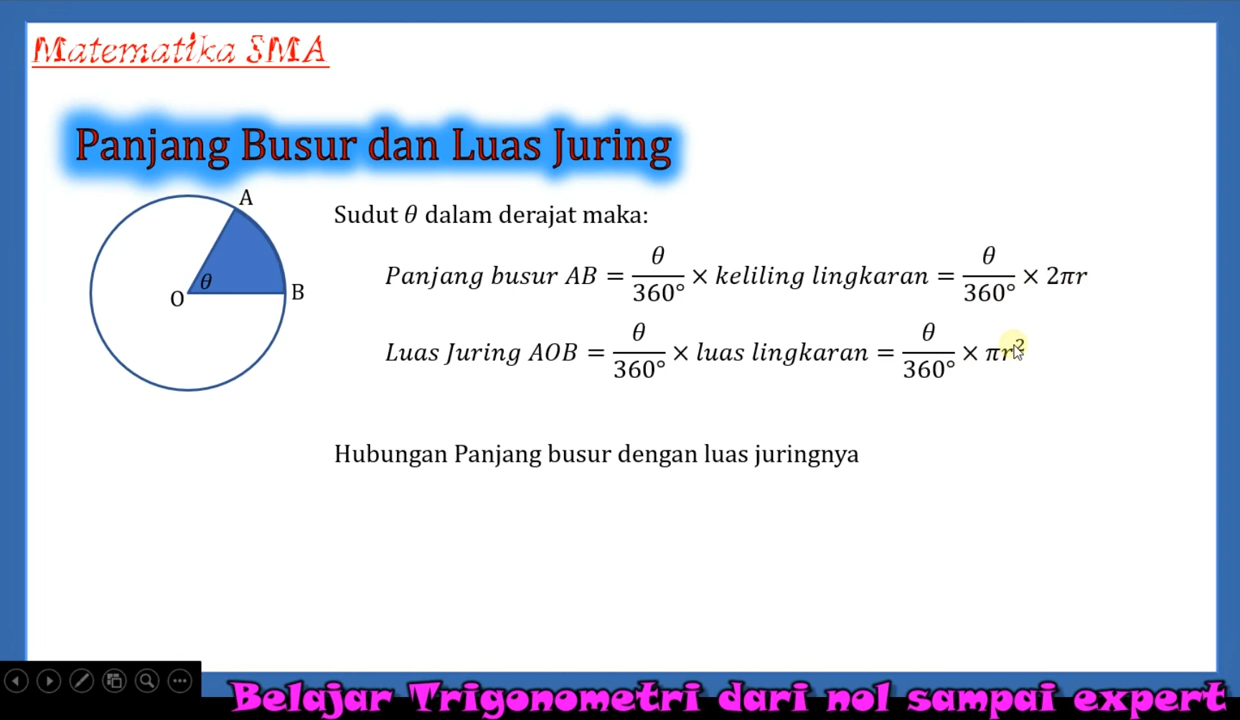 Matematika SMA
Panjang Busur dan Luas Juring
A
θ
O
B
Sudut θ dalam derajat maka:
Panjang busur AB = θ/360° × keliling lingkaran = θ/360° × 2πr
Luas Juring AOB = θ/360° × luas lingkaran = θ/360° × πr²
Hubungan Panjang busur dengan luas juringnya
Belajar Trigonometri dari nol sampai expert